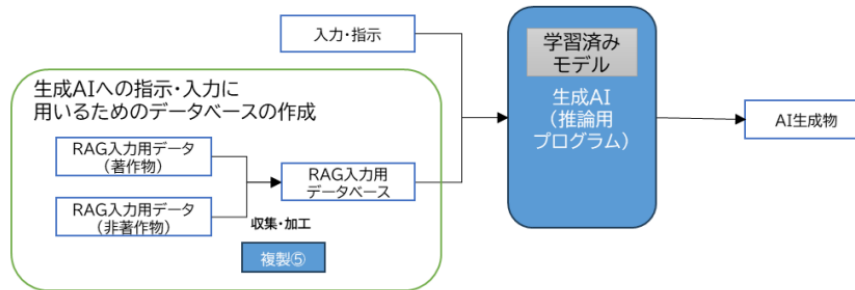 入力・指示
学習済み
モデル
生成AI
(推論用
プログラム)
AI生成物
生成AIへの指示・入力に
用いるためのデータベースの作成
RAG入力用データ
(著作物)
RAG入力用
データベース
RAG入力用データ
(非著作物)
収集・加工
複製⑤